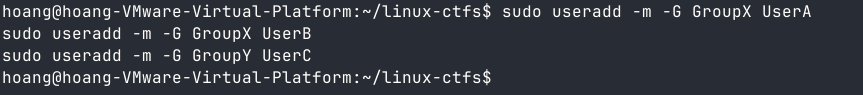 hoang@hoang-VMware-Virtual-Platform:~/linux-ctfs$ sudo useradd -m -G GroupX UserA
sudo useradd -m -G GroupX UserB
sudo useradd -m -G GroupY UserC
hoang@hoang-VMware-Virtual-Platform:~/linux-ctfs$